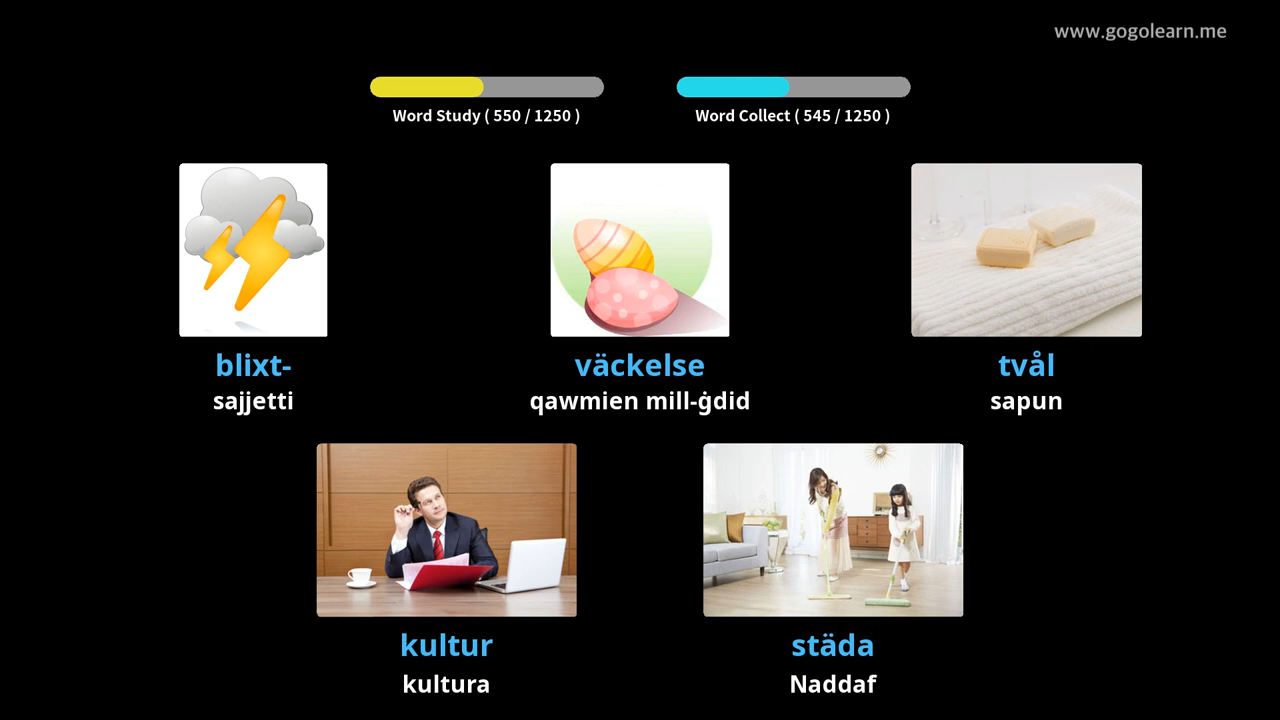 www.gogolearn.me
Word Study ( 550 / 1250 )
Word Collect ( 545 / 1250 )
blixt-
sajjetti
väckelse
qawmien mill-ġdid
tvål
sapun
kultur
kultura
städa
Naddaf